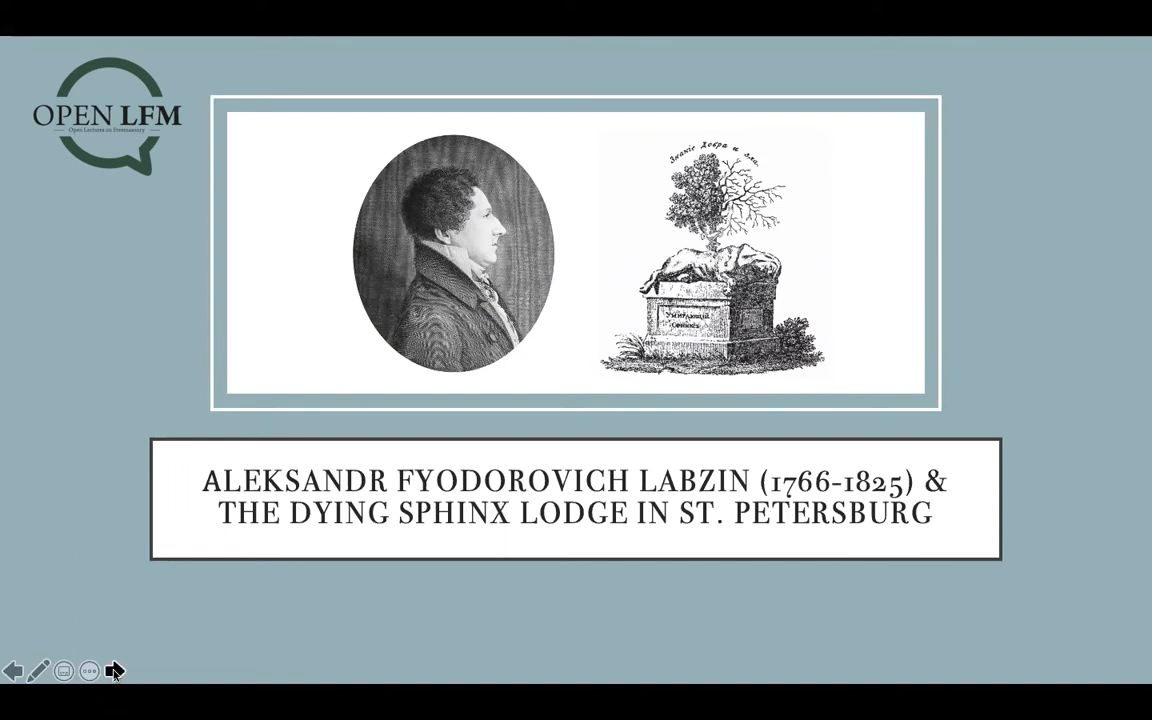 OPEN LFM
Open Lectures on Freemasonry
Знаніе Добра и Зла.
Умирающій
Сфинксъ
ALEKSANDR FYODOROVICH LABZIN (1766-1825) &
THE DYING SPHINX LODGE IN ST. PETERSBURG